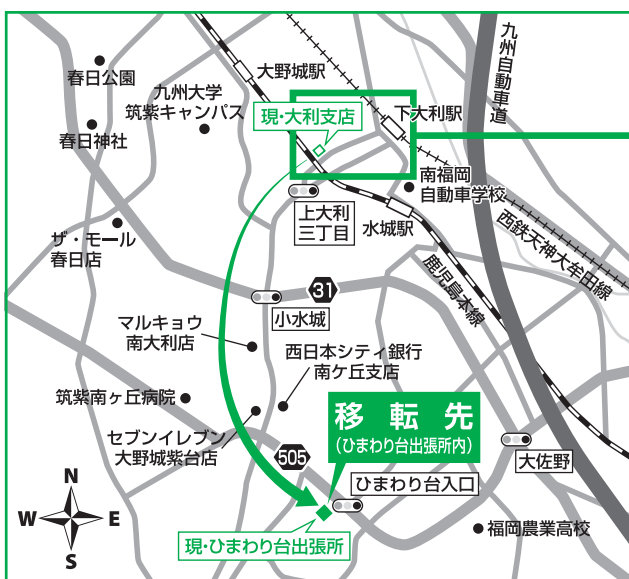 春日公園
九州大学
筑紫キャンパス
春日神社
大野城駅
現・大利支店
下大利駅
九州自動車道
南福岡
自動車学校
上大利
三丁目
水城駅
西鉄天神大牟田線
鹿児島本線
ザ・モール
春日店
31
小水城
マルキョウ
南大利店
西日本シティ銀行
南ケ丘支店
筑紫南ヶ丘病院
セブンイレブン
大野城紫台店
移転先
(ひまわり台出張所内)
505
大佐野
ひまわり台入口
現・ひまわり台出張所
福岡農業高校
N
W
E
S